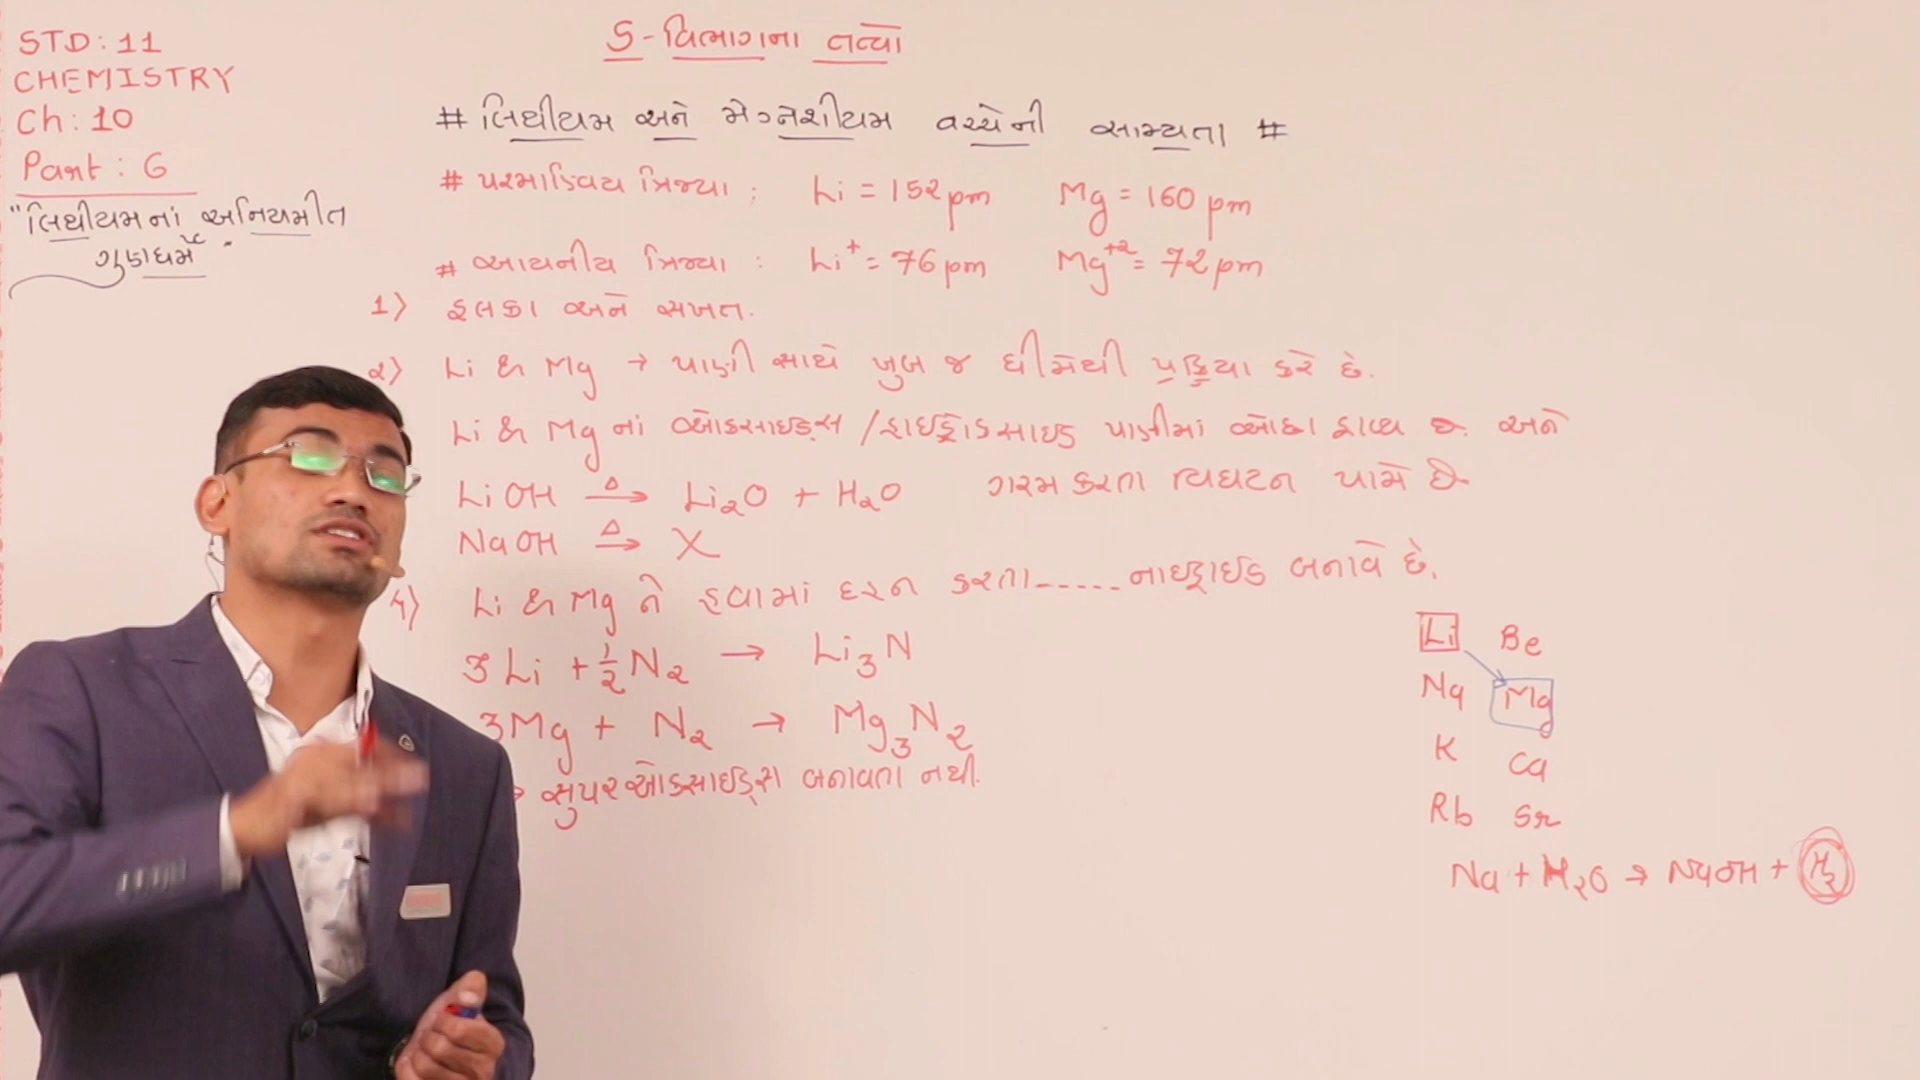 STD: 11
CHEMISTRY
Ch: 10
Part: 6
"લિથીયમનાં અનિયમીત
ગુણધર્મ"
S-વિભાગના તત્વો
# લિથીયમ અને મેગ્નેશીયમ વચ્ચેની સામ્યતા #
# પરમાણ્વિય ત્રિજ્યા : Li = 152 pm Mg = 160 pm
# આયનીય ત્રિજ્યા : Li⁺ = 76 pm Mg⁺² = 72 pm
1) હલકા અને સખત.
2) Li & Mg → પાણી સાથે ખુબ જ ધીમેથી પ્રક્રિયા કરે છે.
Li & Mg નાં ઓક્સાઇડ્સ / હાઇડ્રોક્સાઇડ પાણીમાં ઓછા દ્રાવ્ય છે. અને
ગરમ કરતા વિઘટન પામે છે
LiOH △→ Li₂O + H₂O
NaOH △→ X
4) Li & Mg ને હવામાં દહન કરતા------ નાઇટ્રાઇડ બનાવે છે.
3Li + ½ N₂ → Li₃N
3Mg + N₂ → Mg₃N₂
→ સુપરઓક્સાઇડ્સ બનાવતા નથી.
Li Be
Na Mg
K Ca
Rb Sr
Na + H₂O → NaOH + H₂